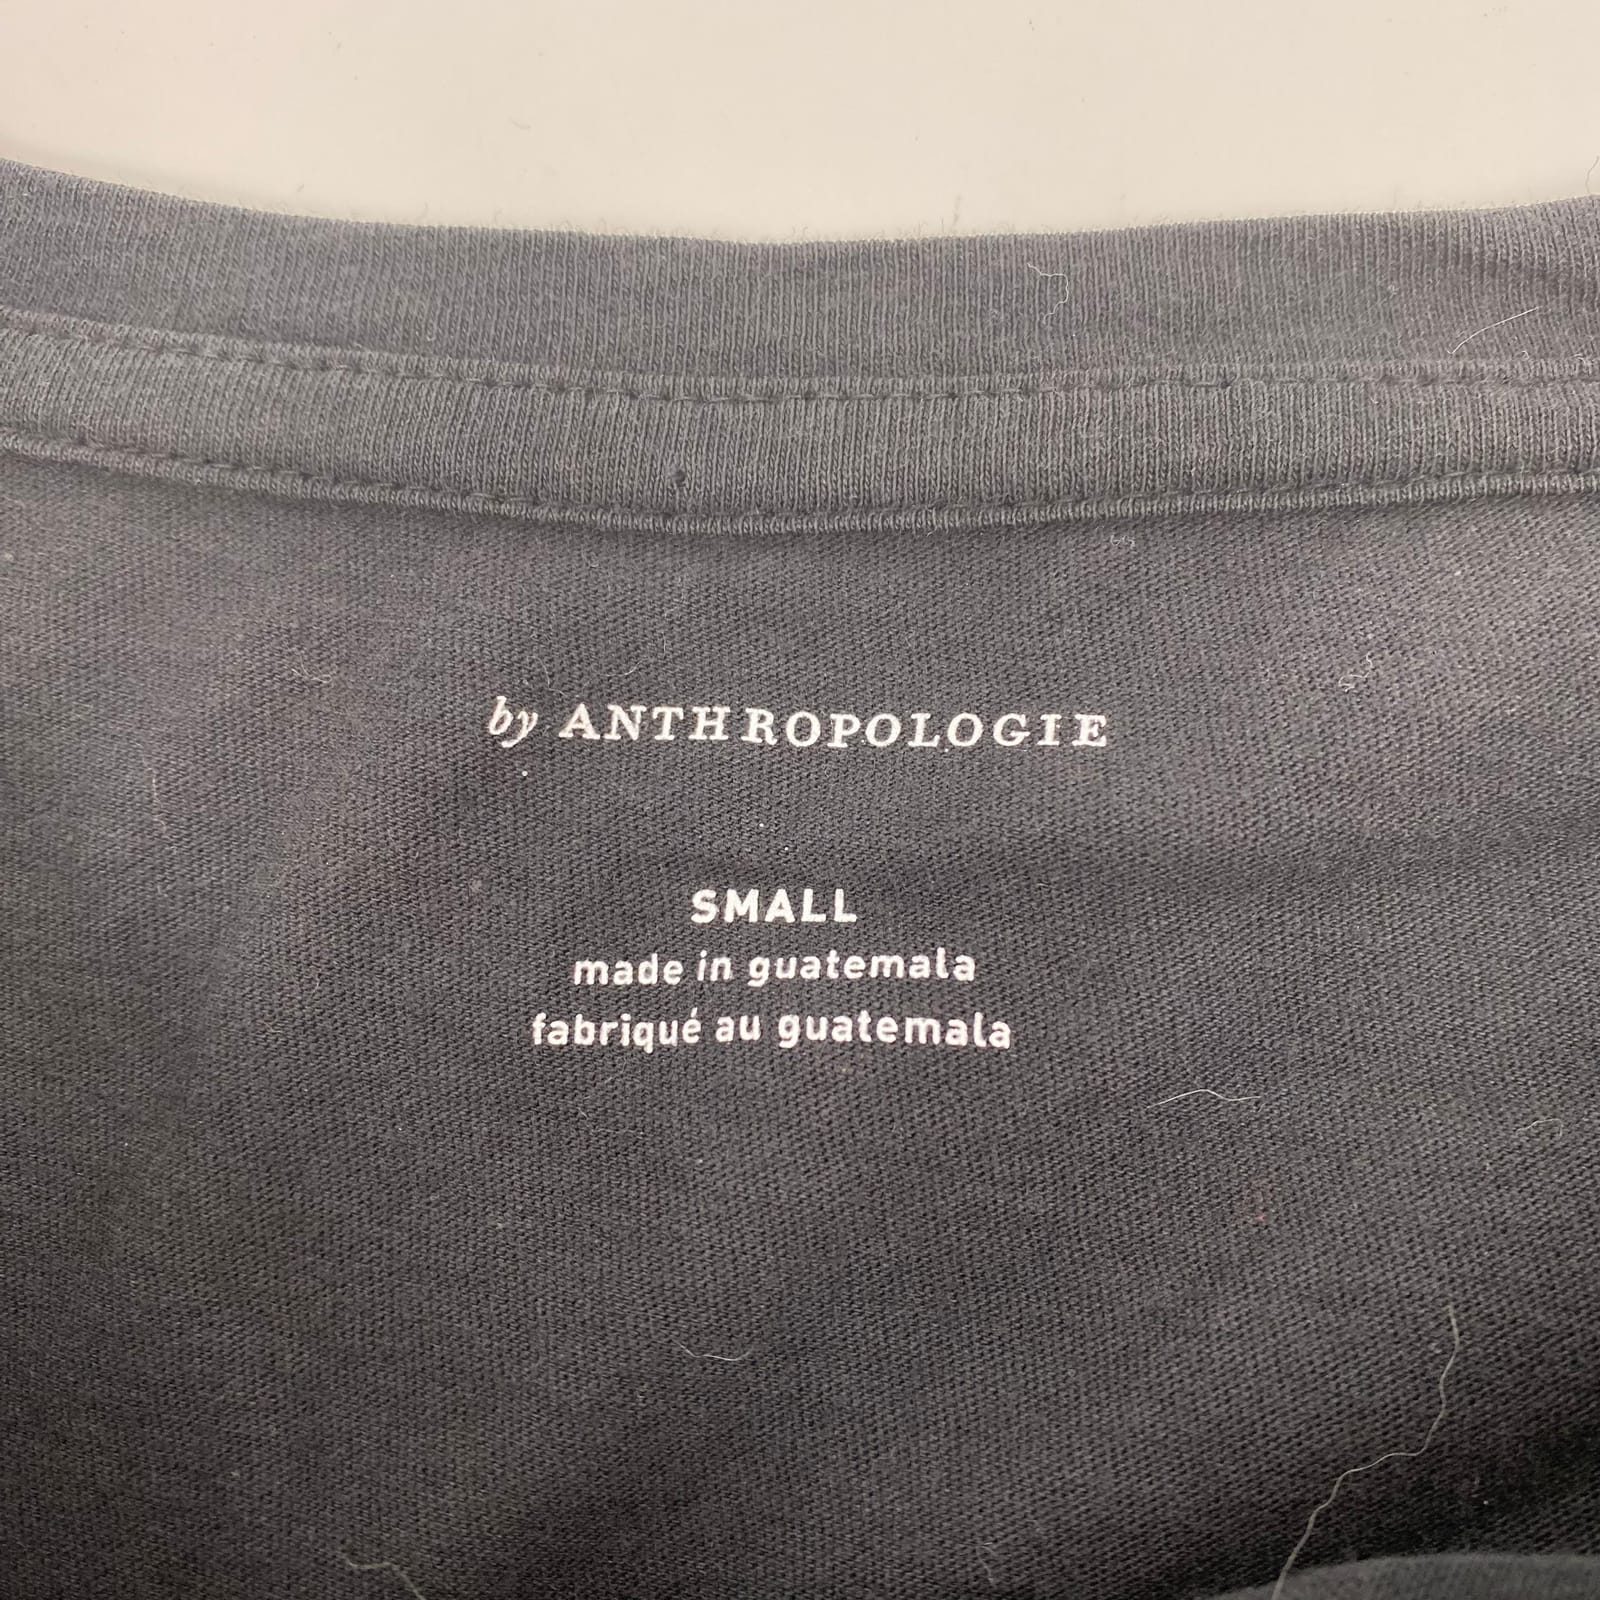 by ANTHROPOLOGIE
SMALL
made in guatemala
fabriqué au guatemala